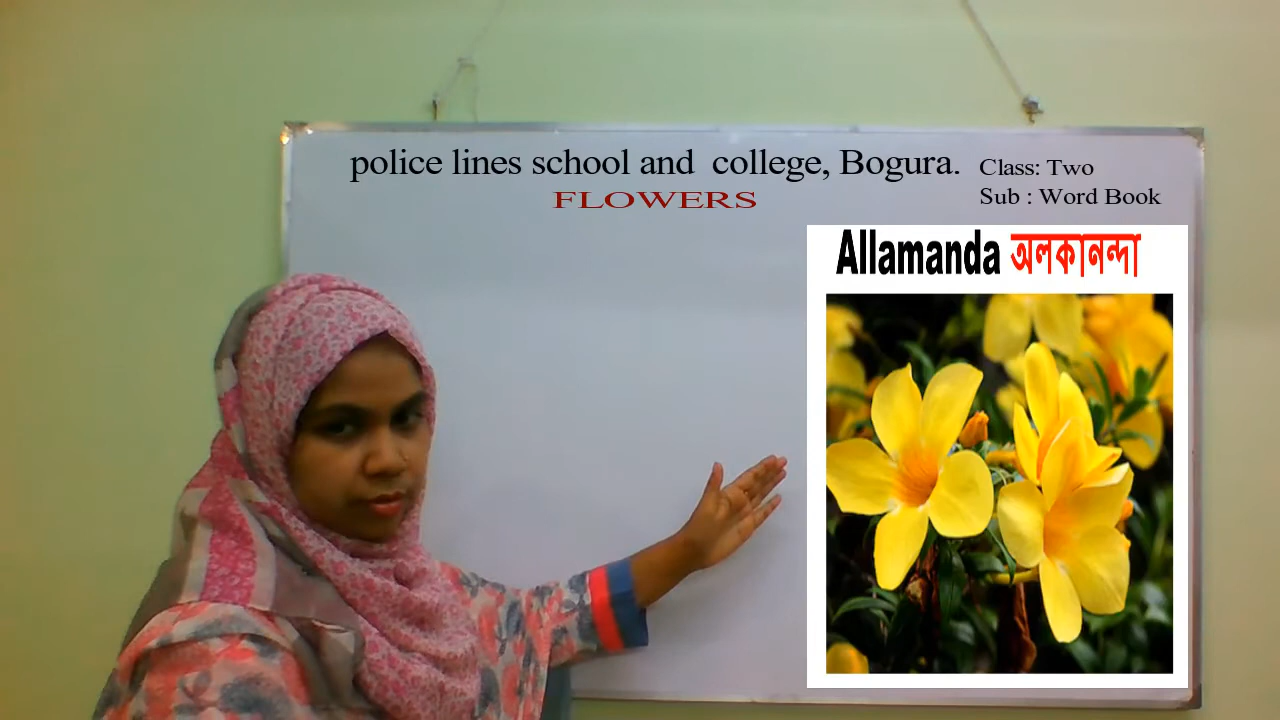 police lines school and college, Bogura.
FLOWERS
Class: Two
Sub : Word Book
Allamanda অলকানন্দা